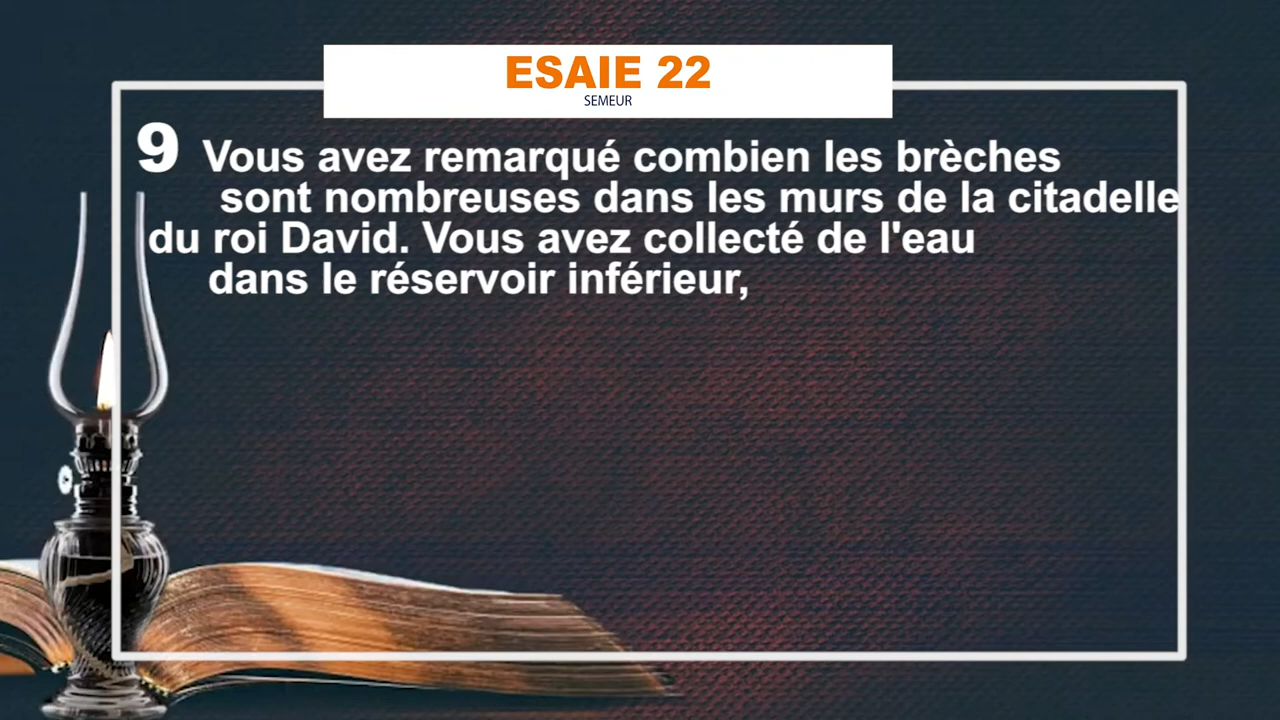 ESAIE 22
SEMEUR
9 Vous avez remarqué combien les brèches
sont nombreuses dans les murs de la citadelle
du roi David. Vous avez collecté de l'eau
dans le réservoir inférieur,